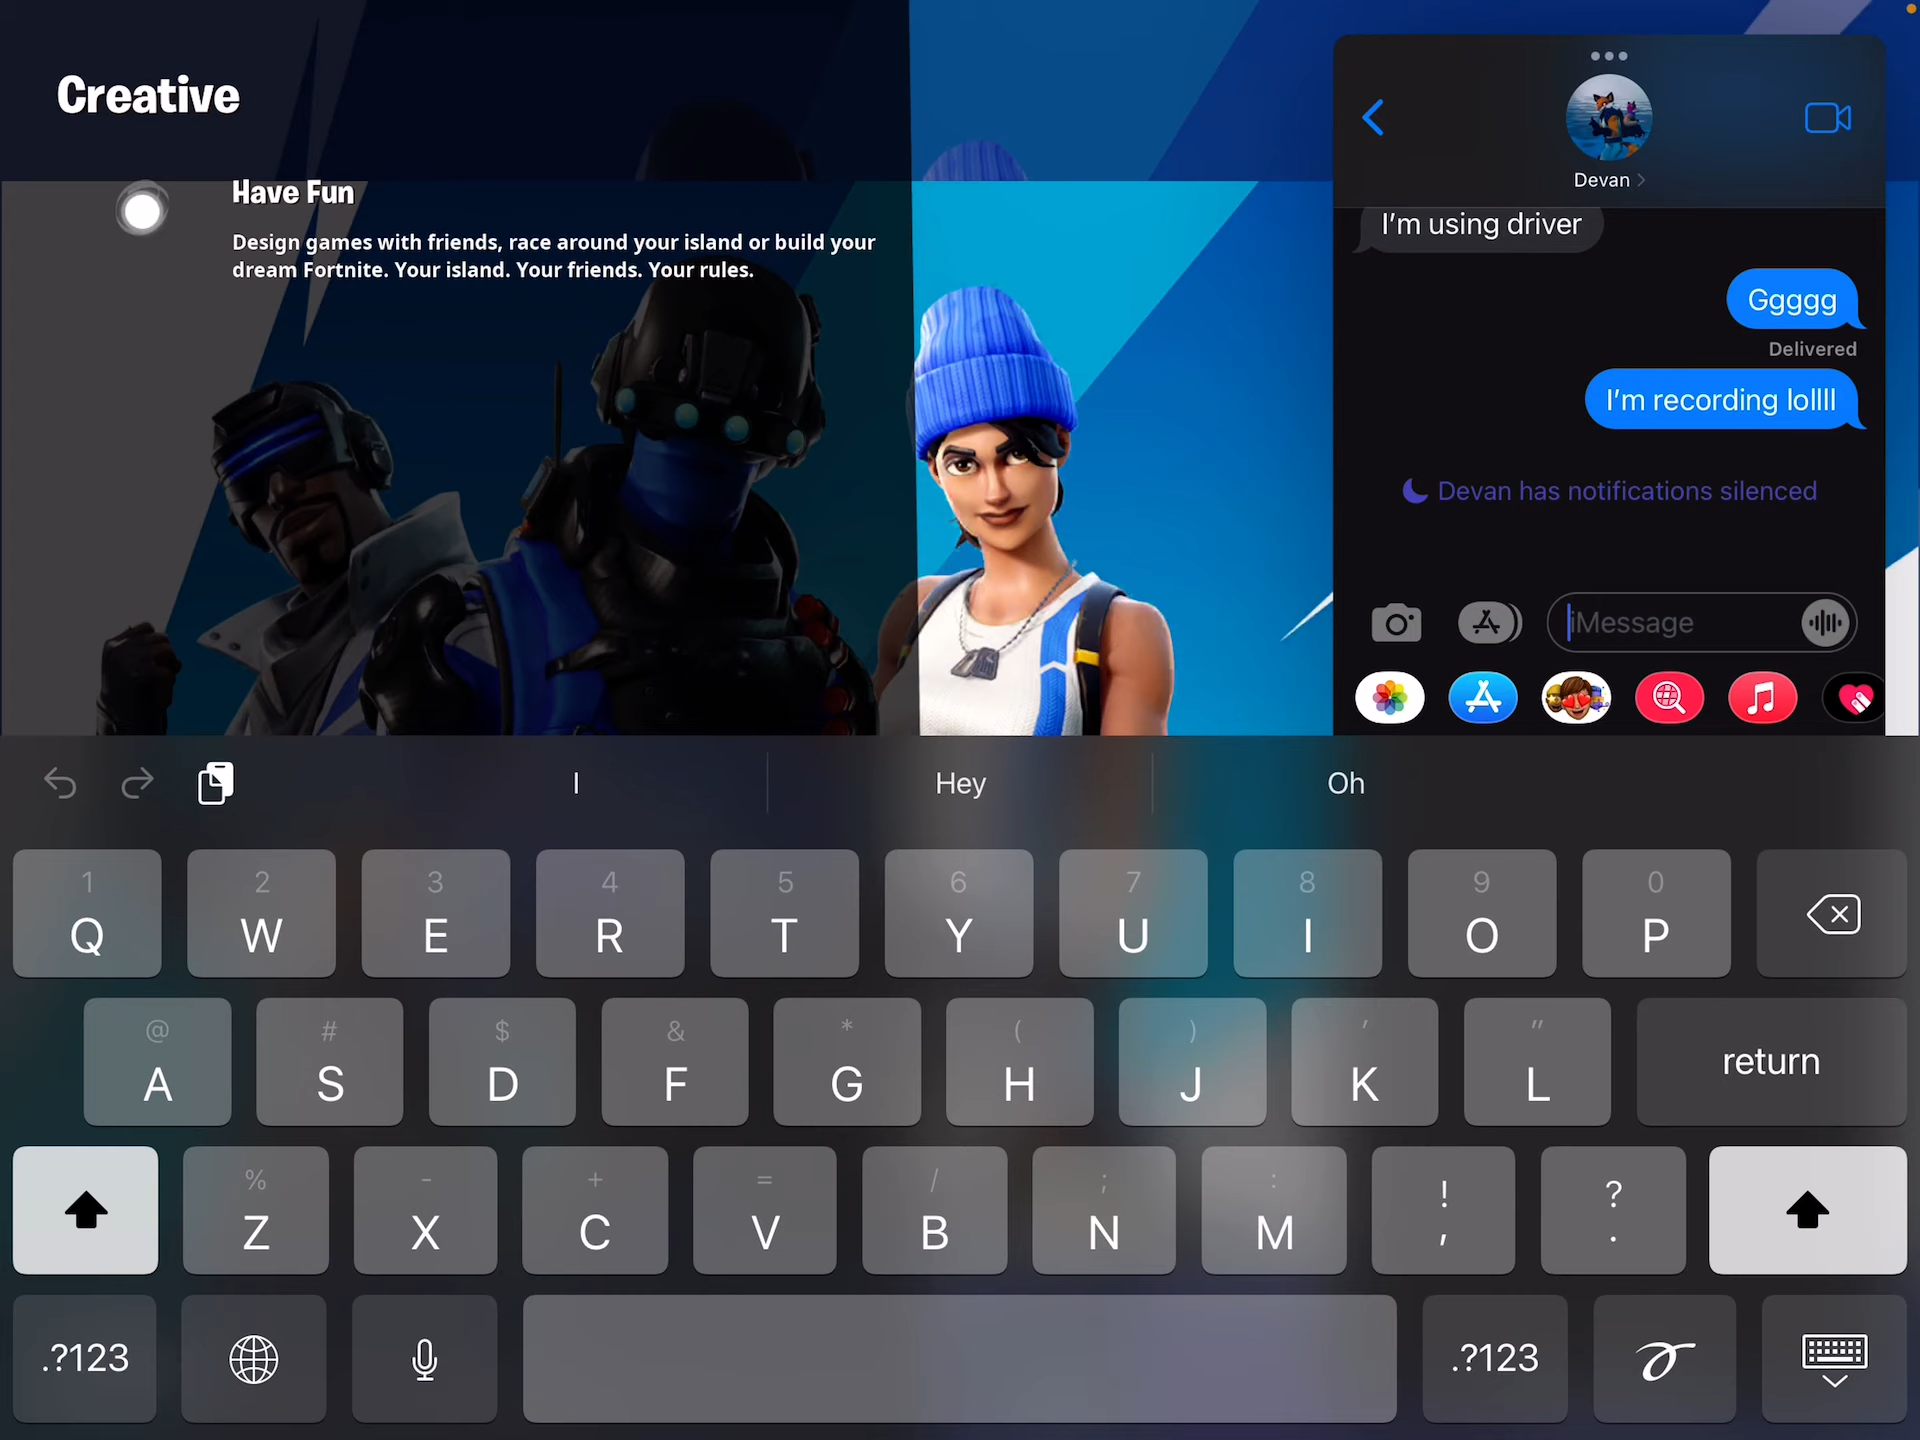 Creative
Have Fun
Design games with friends, race around your island or build your
dream Fortnite. Your island. Your friends. Your rules.
Devan
I’m using driver
Ggggg
Delivered
I’m recording lollll
Devan has notifications silenced
iMessage
I Hey Oh
1 2 3 4 5 6 7 8 9 0
Q W E R T Y U I O P
@ # $ & * ( ) ' "
A S D F G H J K L return
% - + = / ; : ! ?
Z X C V B N M , .
.?123 .?123